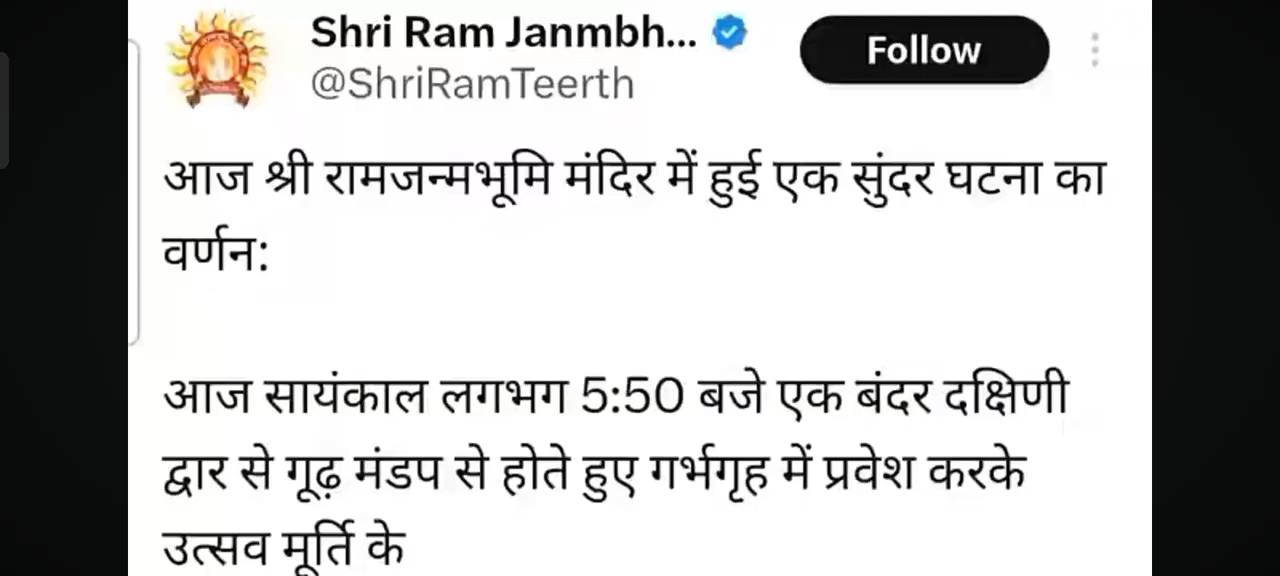 Shri Ram Janmbh...
Follow
@ShriRamTeerth
आज श्री रामजन्मभूमि मंदिर में हुई एक सुंदर घटना का
वर्णन:
आज सायंकाल लगभग 5:50 बजे एक बंदर दक्षिणी
द्वार से गूढ़ मंडप से होते हुए गर्भगृह में प्रवेश करके
उत्सव मूर्ति के